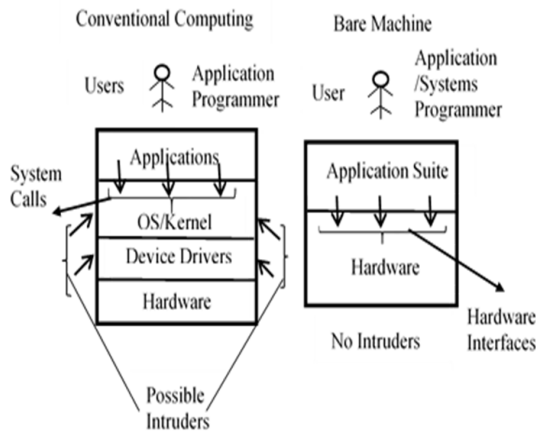 Conventional Computing
Users
Application
Programmer
System
Calls
Applications
OS/Kernel
Device Drivers
Hardware
Possible
Intruders
Bare Machine
User
Application
/Systems
Programmer
Application Suite
Hardware
No Intruders
Hardware
Interfaces